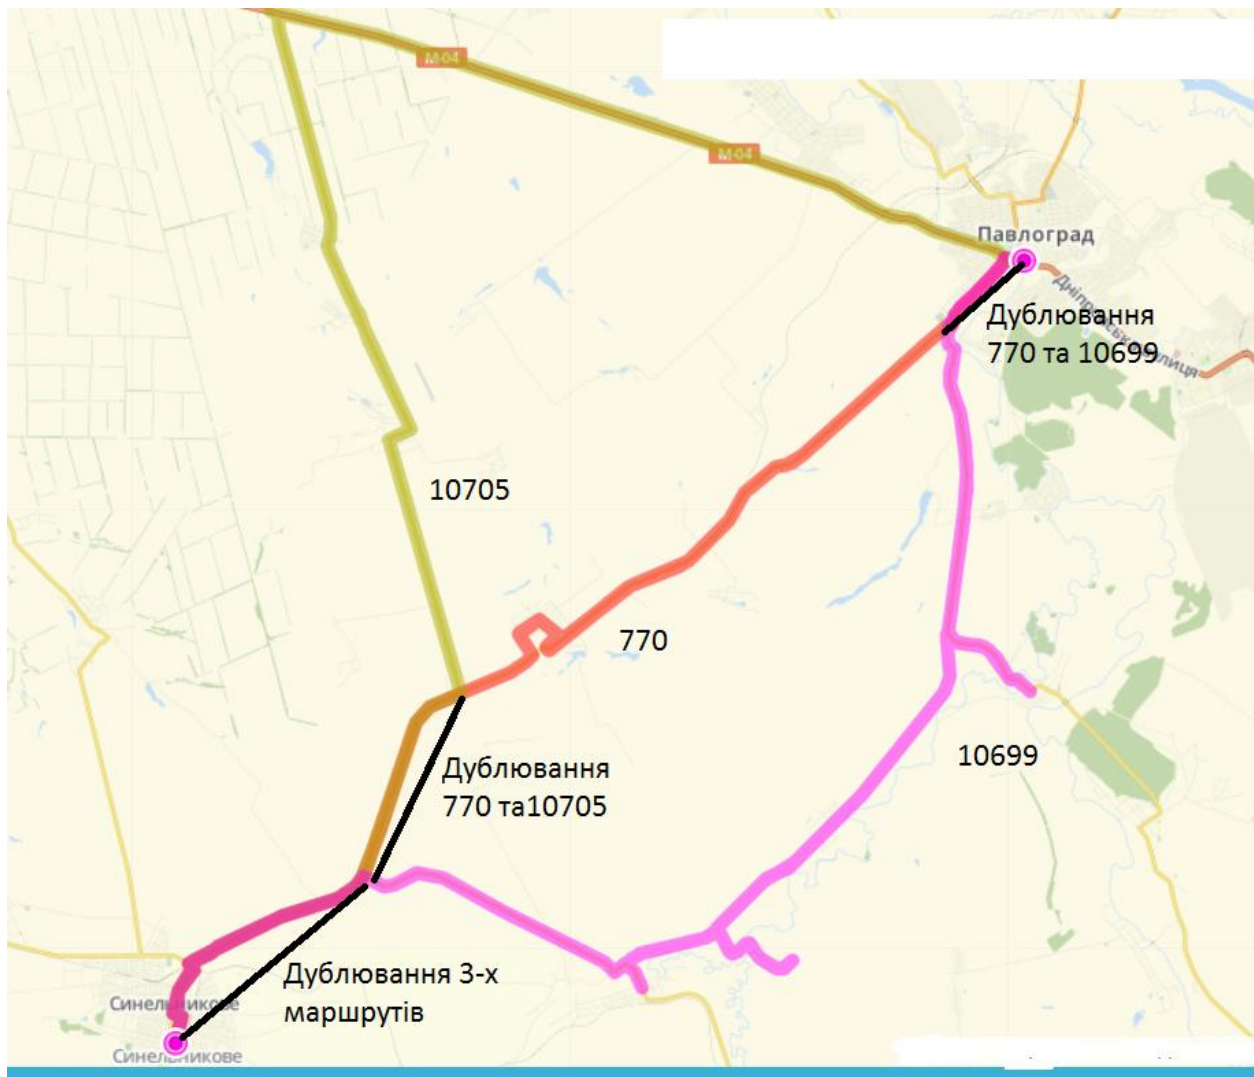 М-04
М-04
Павлоград
Дніпровська вулиця
Дублювання
770 та 10699
10705
770
10699
Дублювання
770 та10705
Дублювання 3-х
маршрутів
Синельникове
Синельникове